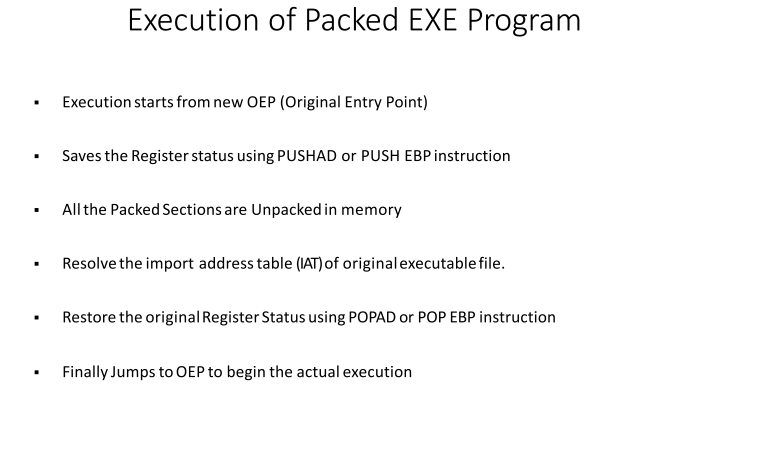 Execution of Packed EXE Program
▪ Execution starts from new OEP (Original Entry Point)
▪ Saves the Register status using PUSHAD or PUSH EBP instruction
▪ All the Packed Sections are Unpacked in memory
▪ Resolve the import address table (IAT) of original executable file.
▪ Restore the original Register Status using POPAD or POP EBP instruction
▪ Finally Jumps to OEP to begin the actual execution